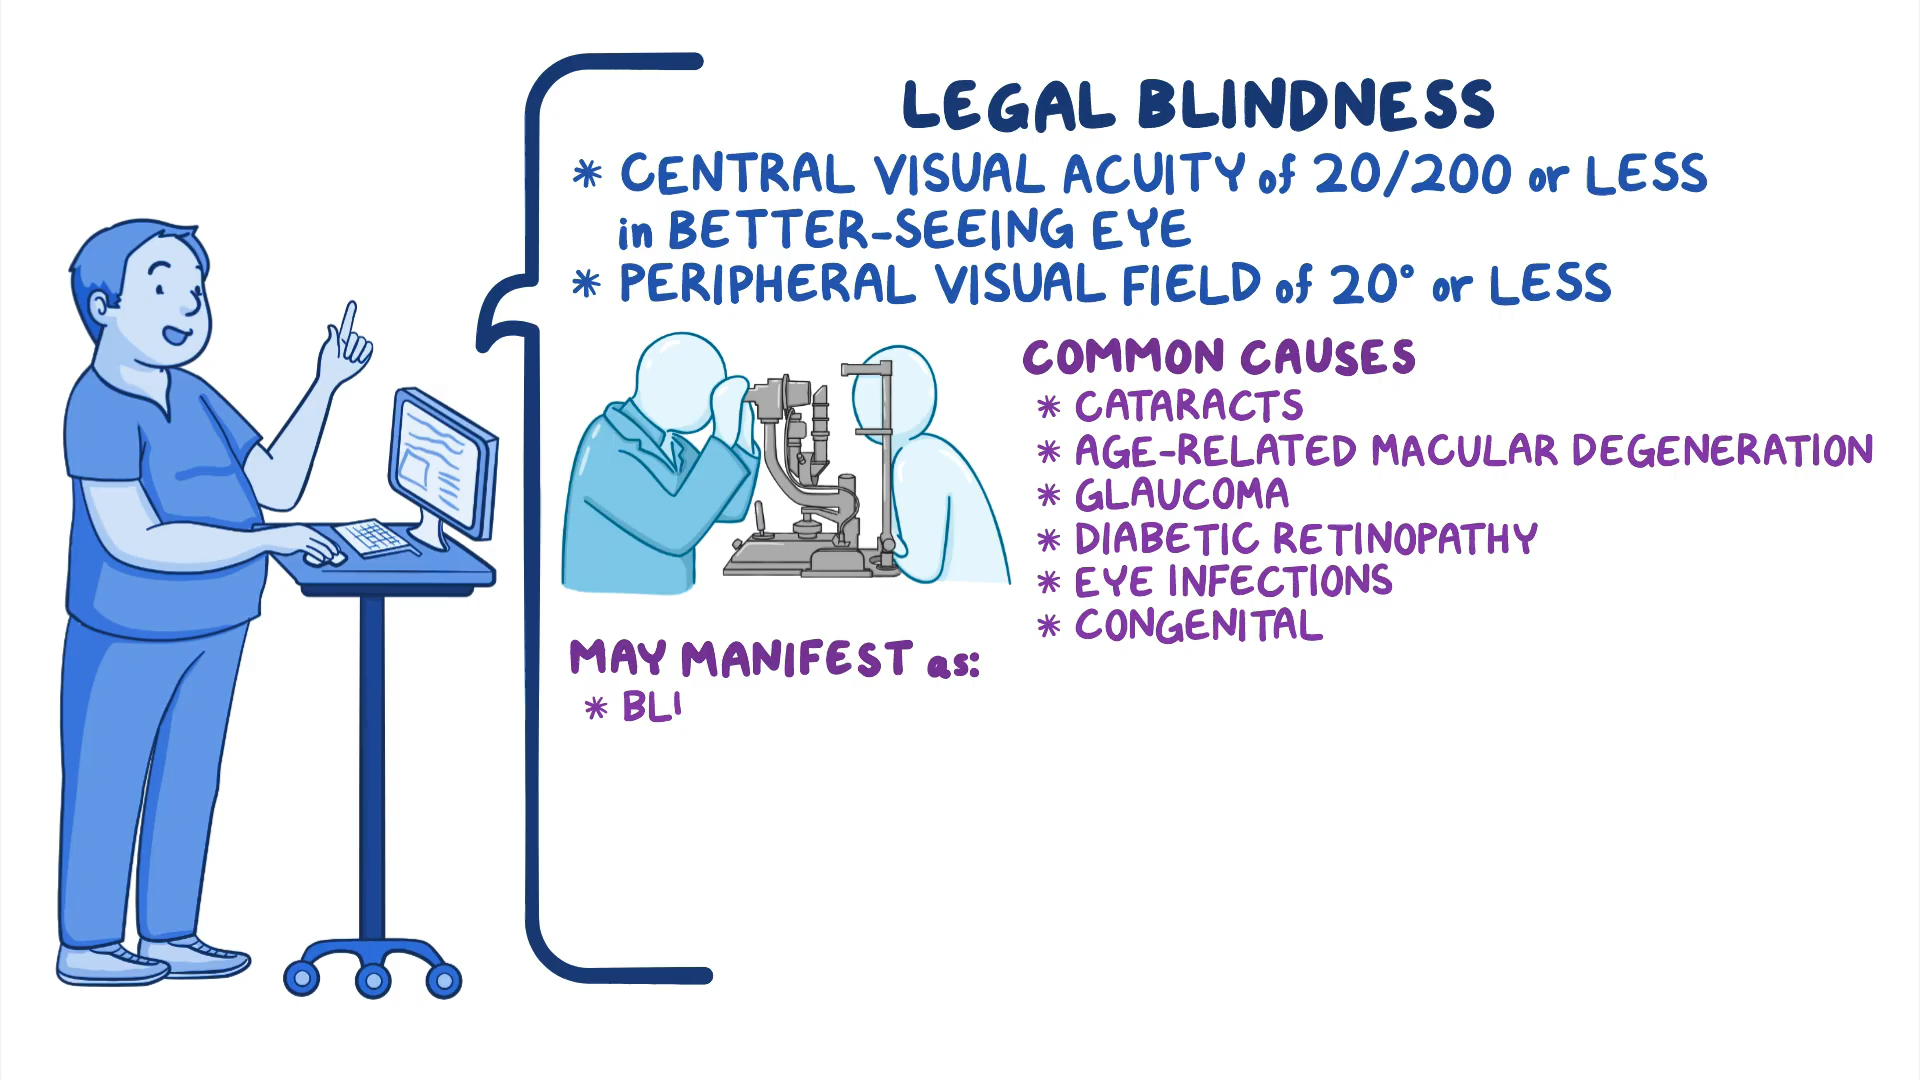 LEGAL BLINDNESS
* CENTRAL VISUAL ACUITY of 20/200 or LESS
in BETTER-SEEING EYE
* PERIPHERAL VISUAL FIELD of 20° or LESS
COMMON CAUSES
* CATARACTS
* AGE-RELATED MACULAR DEGENERATION
* GLAUCOMA
* DIABETIC RETINOPATHY
* EYE INFECTIONS
* CONGENITAL
MAY MANIFEST as:
* BLI